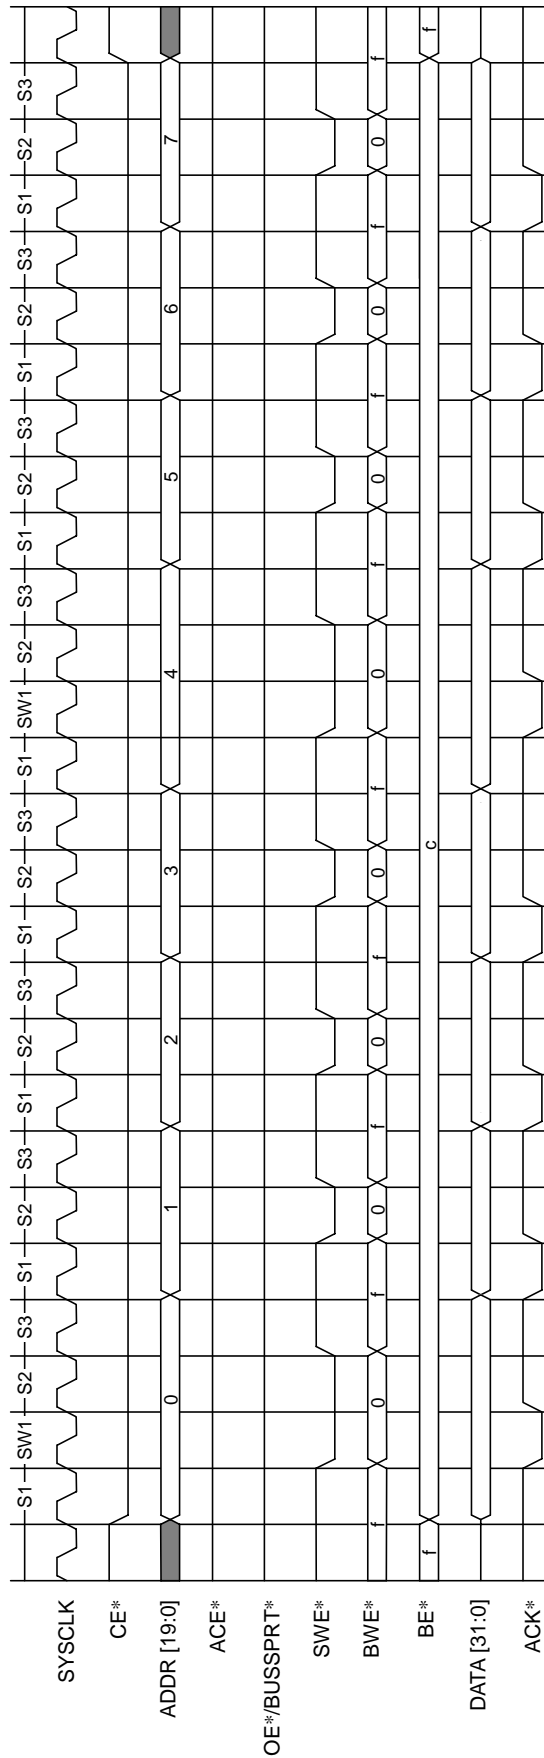 S1 SW1 S2 S3 S1 S2 S3 S1 S2 S3 S1 S2 S3 S1 SW1 S2 S3 S1 S2 S3 S1 S2 S3 S1 S2 S3
SYSCLK
CE*
ADDR [19:0] 0 1 2 3 4 5 6 7
ACE*
OE*/BUSSPRT*
SWE*
BWE* f 0 f 0 f 0 f 0 f 0 f 0 f 0 f 0 f
BE* f c f
DATA [31:0]
ACK*